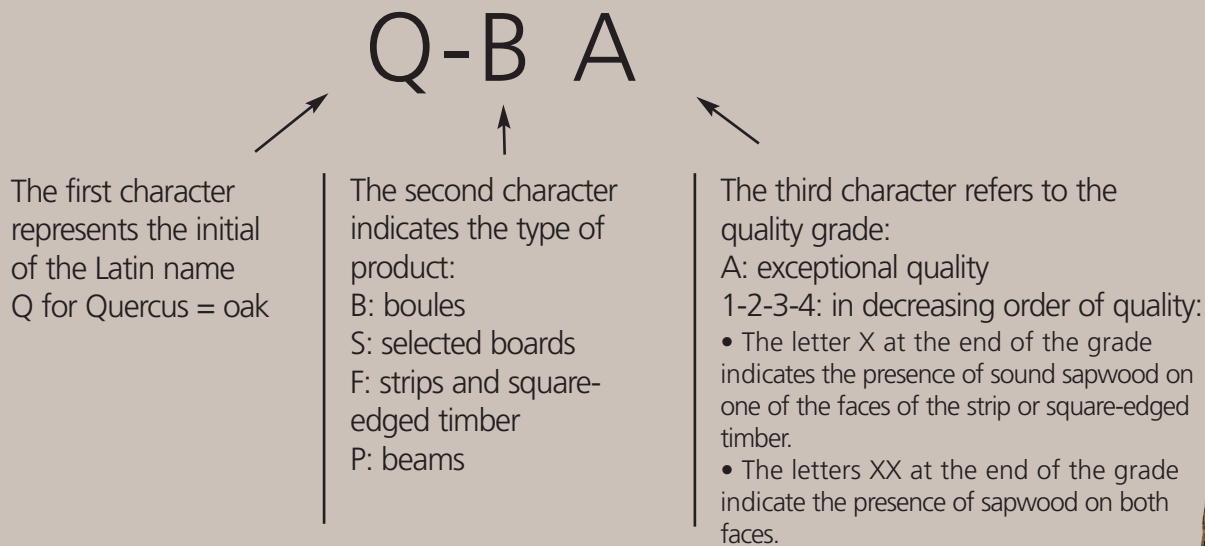 Q-B A
The first character
represents the initial
of the Latin name
Q for Quercus = oak
The second character
indicates the type of
product:
B: boules
S: selected boards
F: strips and square-
edged timber
P: beams
The third character refers to the
quality grade:
A: exceptional quality
1-2-3-4: in decreasing order of quality:
• The letter X at the end of the grade
indicates the presence of sound sapwood on
one of the faces of the strip or square-edged
timber.
• The letters XX at the end of the grade
indicate the presence of sapwood on both
faces.